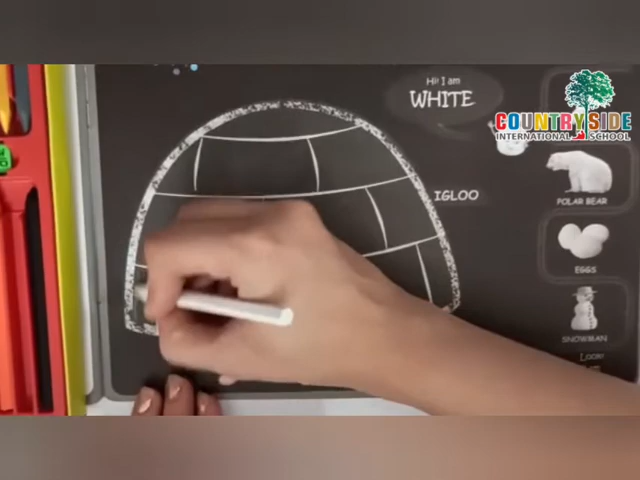 Hi! I am
WHITE
COUNTRYSIDE
INTERNATIONAL SCHOOL
IGLOO
POLAR BEAR
EGGS
SNOWMAN
Look!